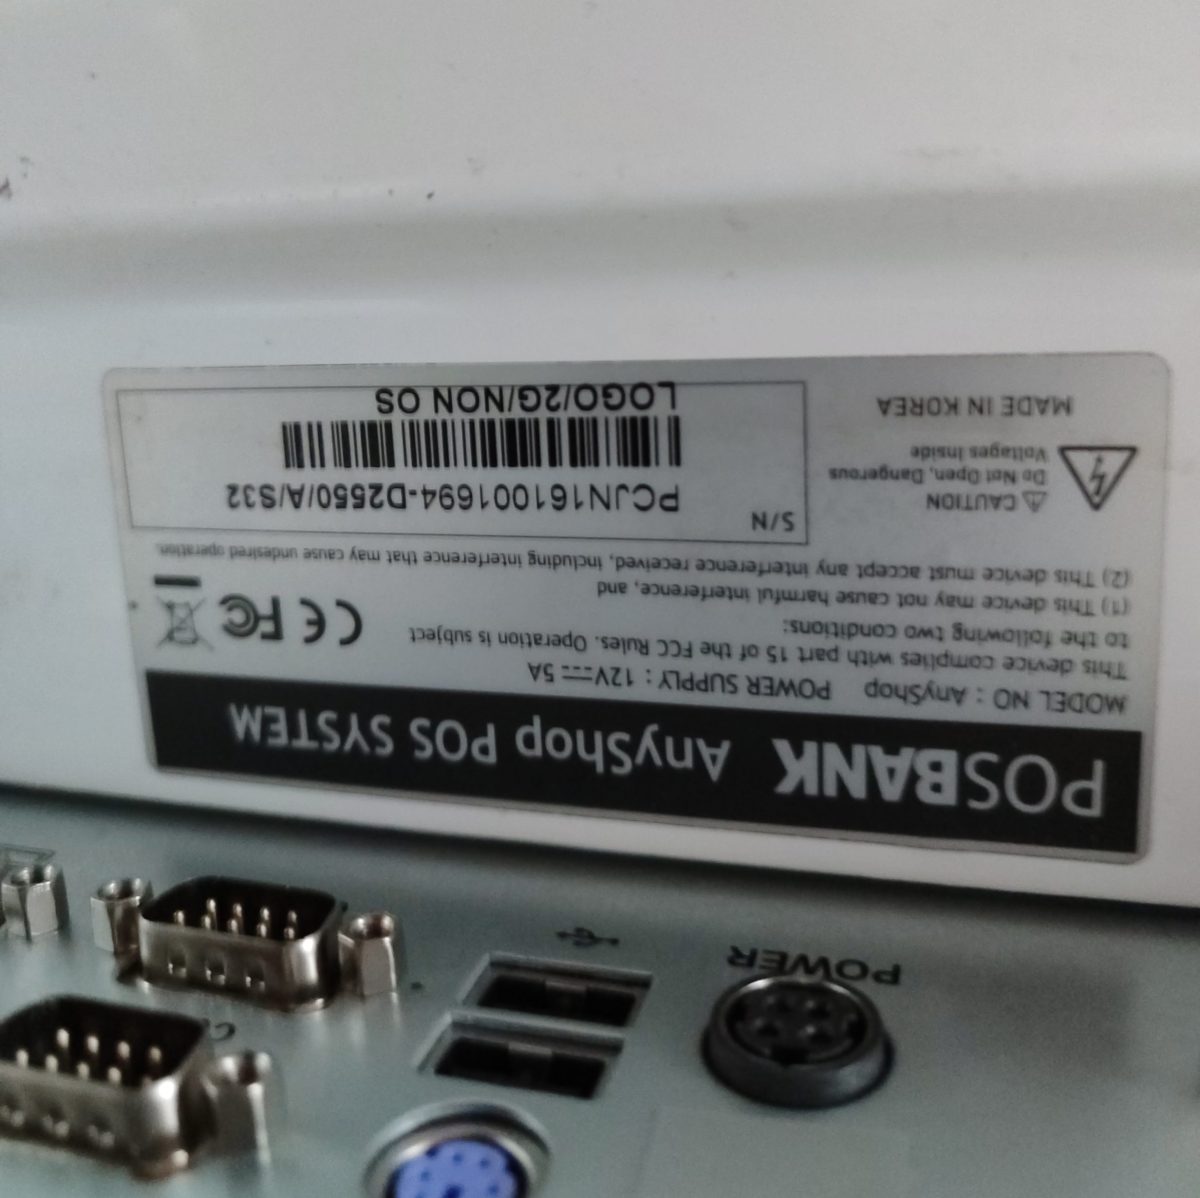 POSBANK AnyShop POS SYSTEM
MODEL NO : AnyShop POWER SUPPLY : 12V 5A
This device complies with part 15 of the FCC Rules. Operation is subject
to the following two conditions:
(1) This device may not cause harmful interference, and
(2) This device must accept any interference received, including interference that may cause undesired operation.
CE FC
CAUTION
Do Not Open, Dangerous
Voltages Inside
MADE IN KOREA
S/N
PCJN161001694-D2550/A/S32
LOGO/2G/NON OS
POWER